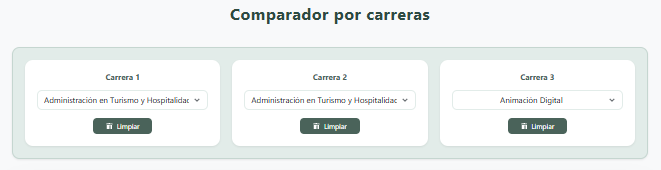 Comparador por carreras
Carrera 1
Administración en Turismo y Hospitalidad
Limpiar
Carrera 2
Administración en Turismo y Hospitalidad
Limpiar
Carrera 3
Animación Digital
Limpiar